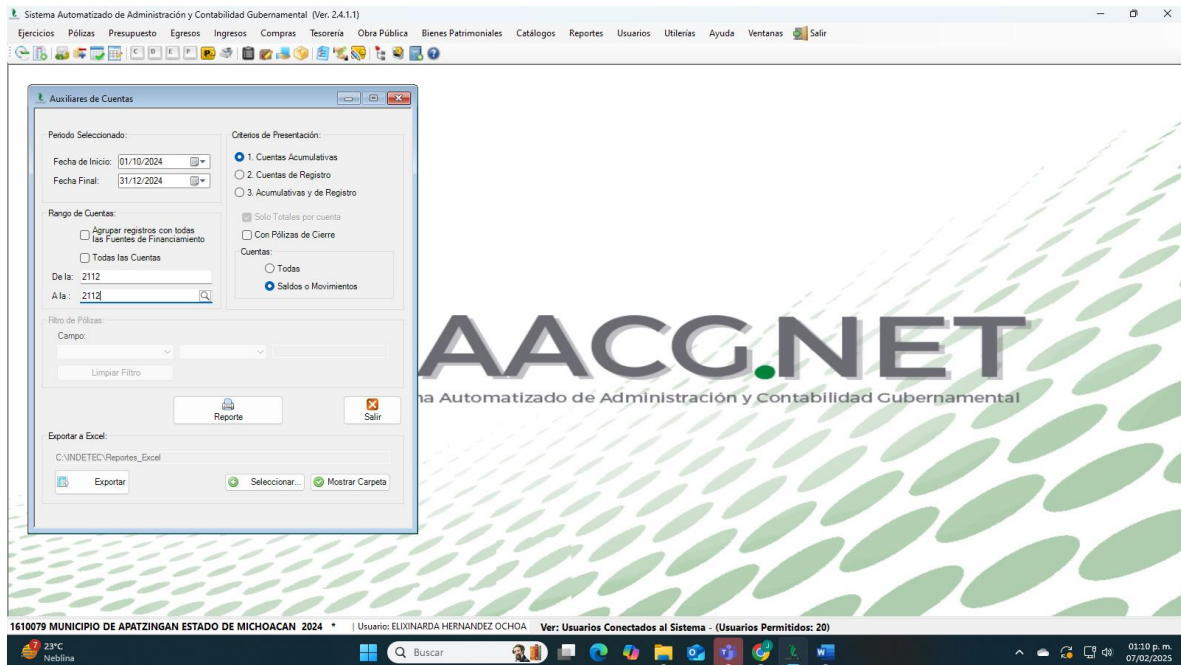 Sistema Automatizado de Administración y Contabilidad Gubernamental (Ver. 2.4.1.1)
Ejercicios Pólizas Presupuesto Egresos Ingresos Compras Tesorería Obra Pública Bienes Patrimoniales Catálogos Reportes Usuarios Utilerías Ayuda Ventanas Salir
C D E E P P
Auxiliares de Cuentas
Periodo Seleccionado:
Fecha de Inicio: 01/10/2024
Fecha Final: 31/12/2024
Criterios de Presentación:
1. Cuentas Acumulativas
2. Cuentas de Registro
3. Acumulativas y de Registro
Solo Totales por cuenta
Con Pólizas de Cierre
Cuentas:
Todas
Saldos o Movimientos
Rango de Cuentas:
Agrupar registros con todas
las Fuentes de Financiamiento
Todas las Cuentas
De la: 2112
A la : 2112
Filtro de Pólizas:
Campo:
Limpiar Filtro
Reporte
Salir
Exportar a Excel:
C:\INDETEC\Reportes_Excel
Exportar
Seleccionar...
Mostrar Carpeta
AACG.NET
na Automatizado de Administración y Contabilidad Gubernamental
1610079 MUNICIPIO DE APATZINGAN ESTADO DE MICHOACAN 2024 * | Usuario: ELIXINARDA HERNANDEZ OCHOA Ver: Usuarios Conectados al Sistema - (Usuarios Permitidos: 20)
7
23°C
Neblina
Buscar
01:10 p. m.
07/02/2025